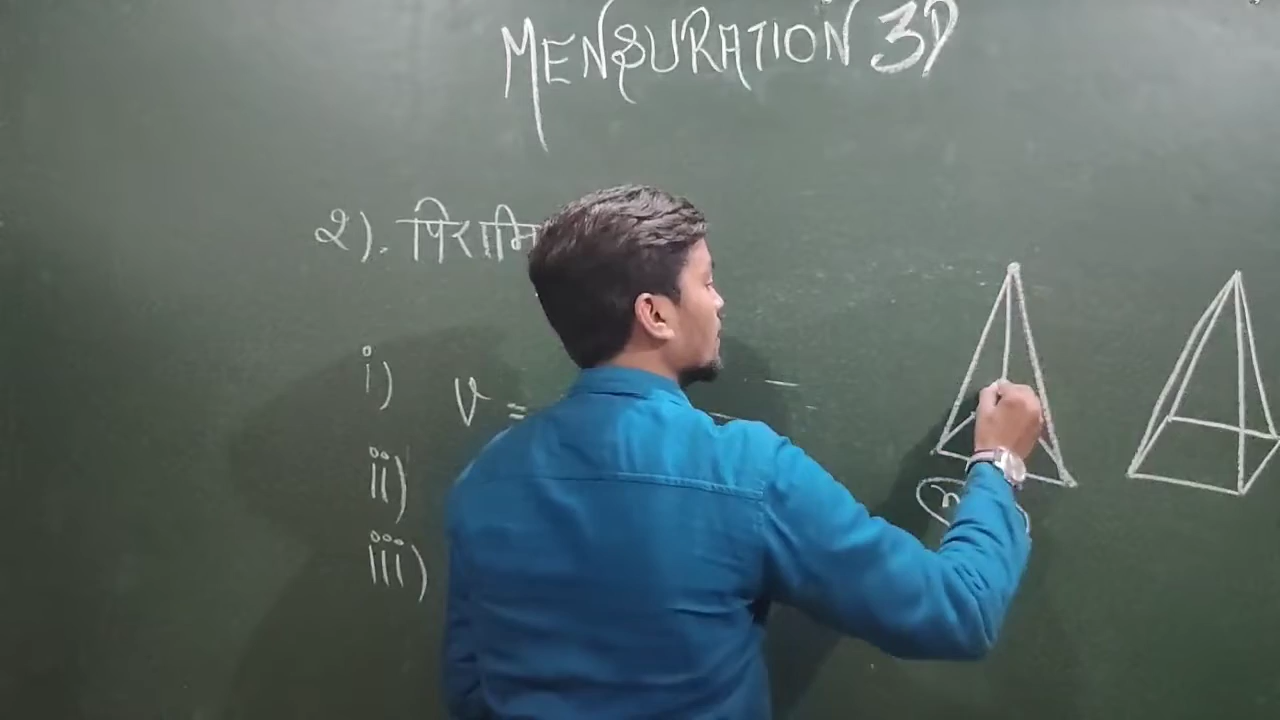 MENSURATION 3D
२). पिरामि
i) V =
ii)
iii)